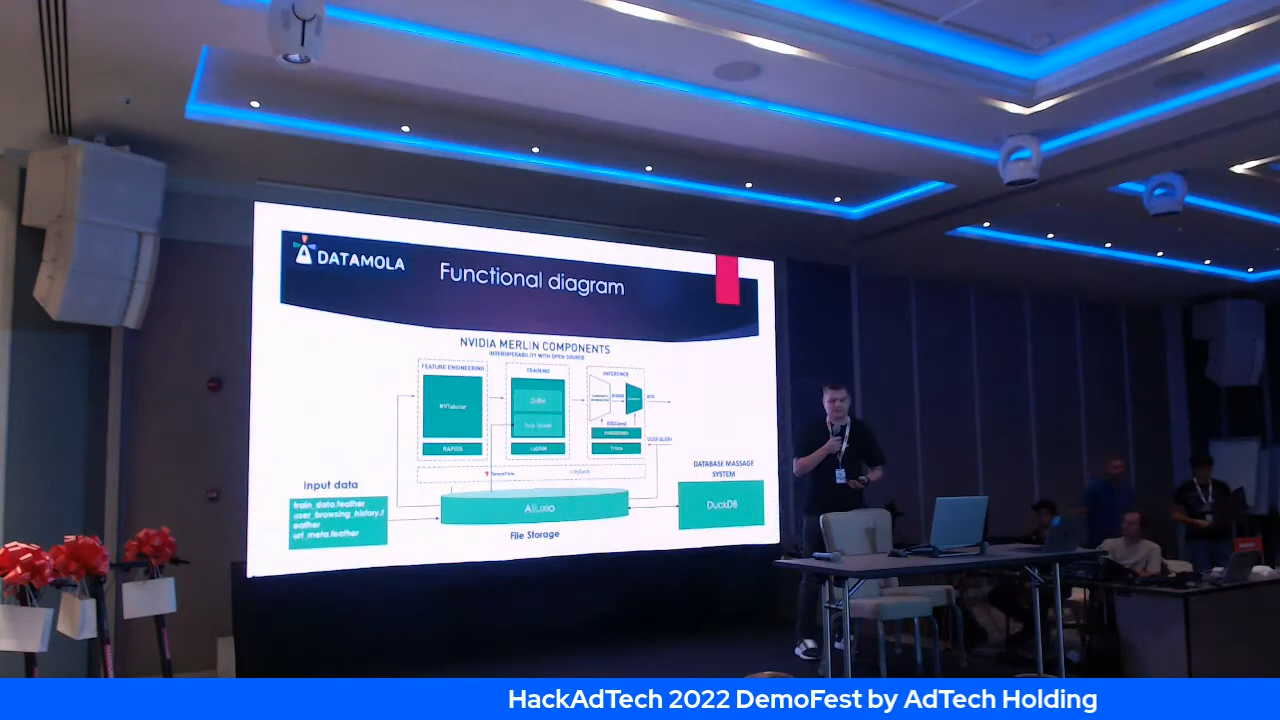 DATAMOLA
Functional diagram
NVIDIA MERLIN COMPONENTS
INTEROPERABILITY WITH OPEN SOURCE
FEATURE ENGINEERING
TRAINING
INFERENCE
NVTabular
RAPIDS
cuDNN
USER QUERY
TensorFlow
Input data
train_data.feather
user_browsing_history.f
eather
url_meta.feather
Alluxio
File Storage
DATABASE MASSAGE
SYSTEM
DuckDB
HackAdTech 2022 DemoFest by AdTech Holding